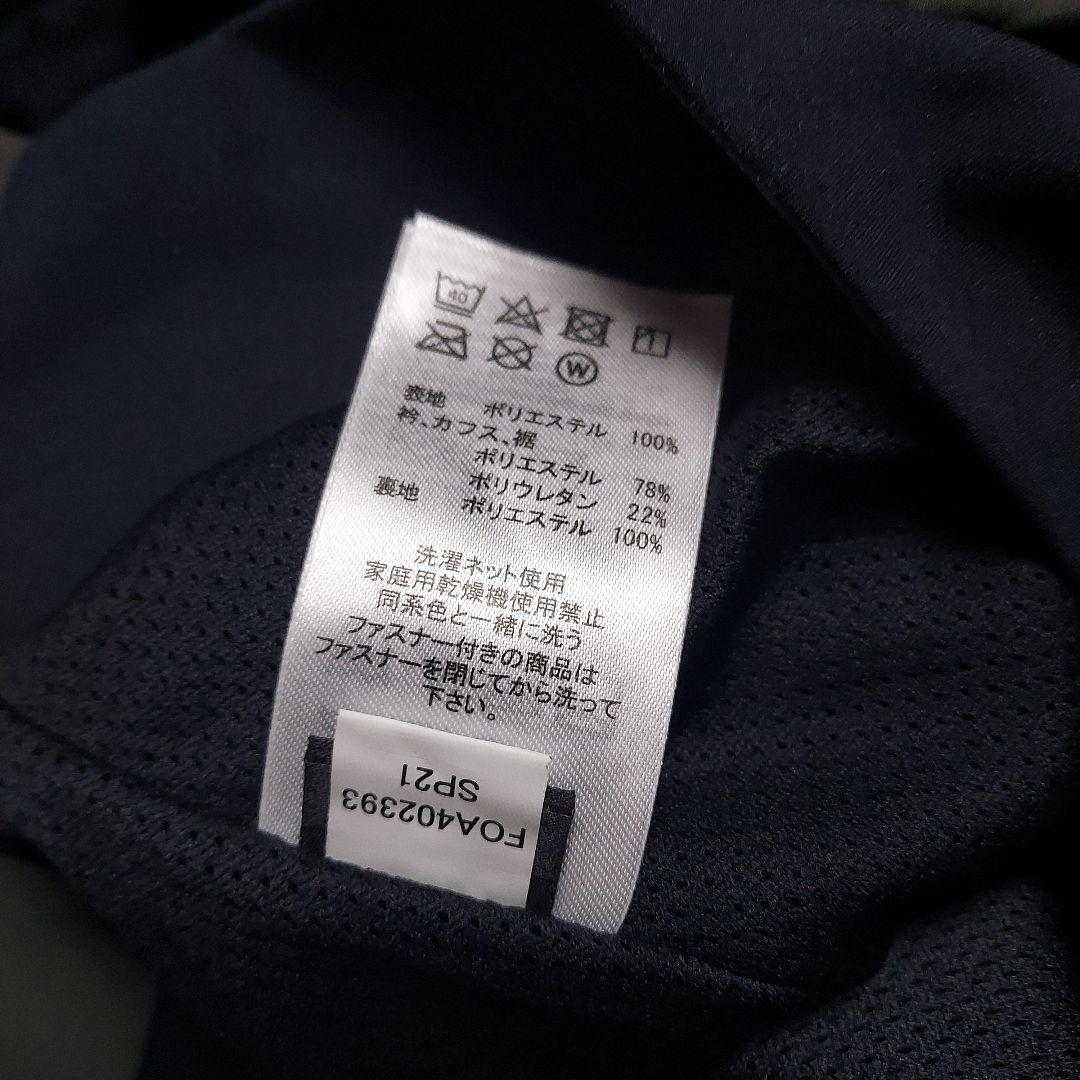 40
W
表地 ポリエステル 100%
衿、カフス、裾
ポリエステル 78%
ポリウレタン 22%
裏地 ポリエステル 100%
洗濯ネット使用
家庭用乾燥機使用禁止
同系色と一緒に洗う
ファスナー付きの商品は
ファスナーを閉じてから洗って
下さい。
FOA402393
SP21